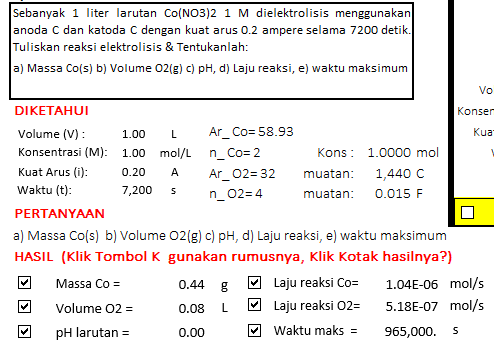 Sebanyak 1 liter larutan Co(NO3)2 1 M dielektrolisis menggunakan
anoda C dan katoda C dengan kuat arus 0.2 ampere selama 7200 detik.
Tuliskan reaksi elektrolisis & Tentukanlah:
a) Massa Co(s) b) Volume O2(g) c) pH, d) Laju reaksi, e) waktu maksimum
DIKETAHUI
Volume (V) : 1.00 L Ar_ Co= 58.93
Konsentrasi (M): 1.00 mol/L n_ Co= 2 Kons : 1.0000 mol
Kuat Arus (i): 0.20 A Ar_ O2= 32 muatan: 1,440 C
Waktu (t): 7,200 s n_ O2= 4 muatan: 0.015 F
PERTANYAAN
a) Massa Co(s) b) Volume O2(g) c) pH, d) Laju reaksi, e) waktu maksimum
HASIL (Klik Tombol K gunakan rumusnya, Klik Kotak hasilnya?)
Massa Co = 0.44 g Laju reaksi Co= 1.04E-06 mol/s
Volume O2 = 0.08 L Laju reaksi O2= 5.18E-07 mol/s
pH larutan = 0.00 Waktu maks = 965,000. s
Vo
Konsen
Kua